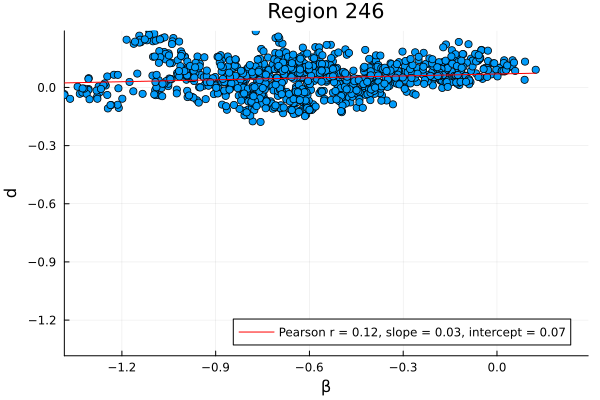 Region 246
d
0.0
−0.3
−0.6
−0.9
−1.2
Pearson r = 0.12, slope = 0.03, intercept = 0.07
−1.2 −0.9 −0.6 −0.3 0.0
β